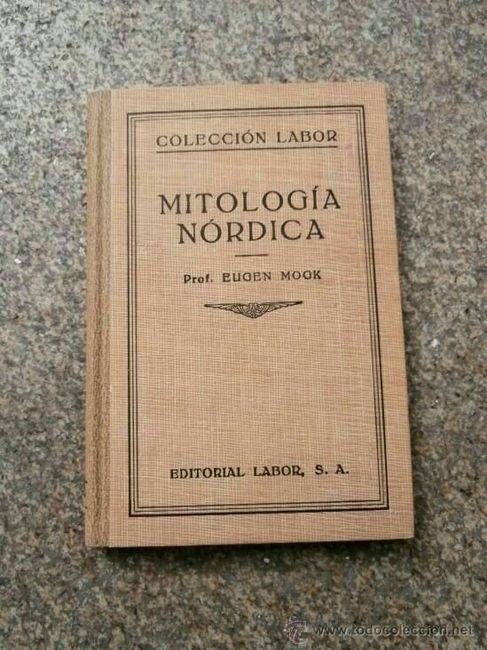 COLECCIÓN LABOR
MITOLOGÍA
NÓRDICA
Prof. EUGEN MOGK
EDITORIAL LABOR, S. A.
www.todocoleccion.net